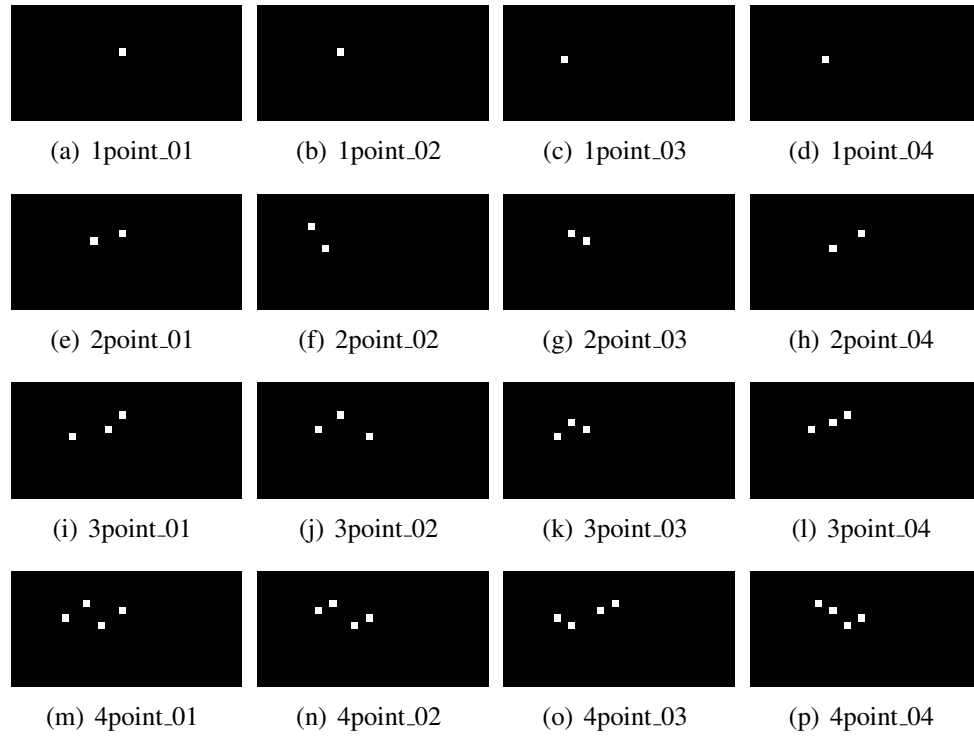 (a) 1point_01 (b) 1point_02 (c) 1point_03 (d) 1point_04
(e) 2point_01 (f) 2point_02 (g) 2point_03 (h) 2point_04
(i) 3point_01 (j) 3point_02 (k) 3point_03 (l) 3point_04
(m) 4point_01 (n) 4point_02 (o) 4point_03 (p) 4point_04